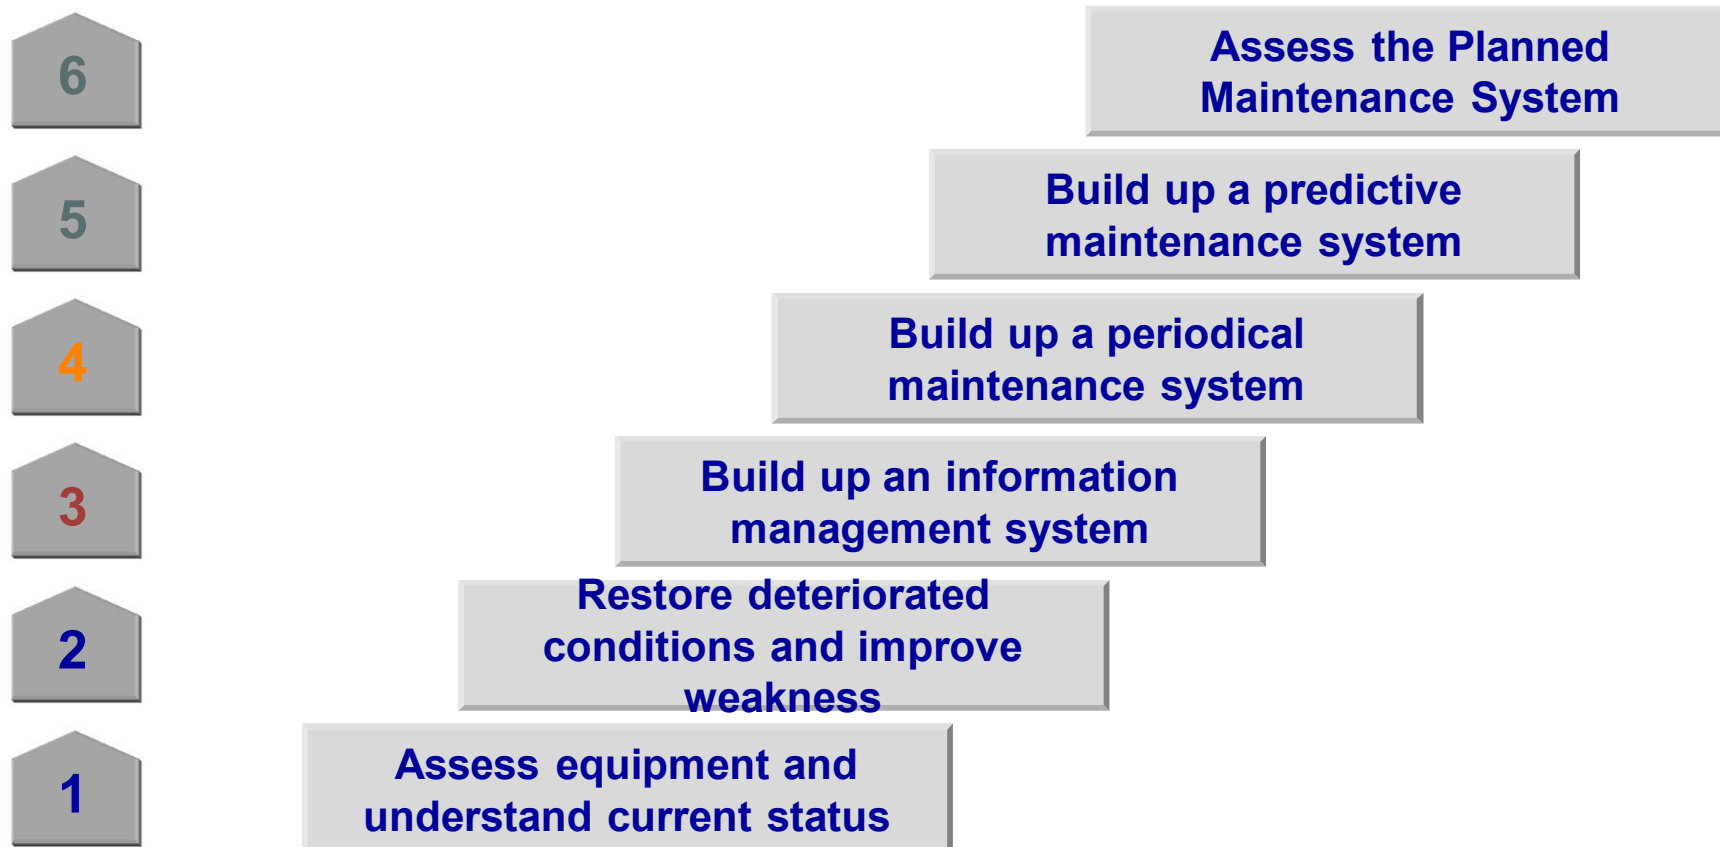 6
Assess the Planned
Maintenance System
5
Build up a predictive
maintenance system
4
Build up a periodical
maintenance system
3
Build up an information
management system
2
Restore deteriorated
conditions and improve
weakness
1
Assess equipment and
understand current status